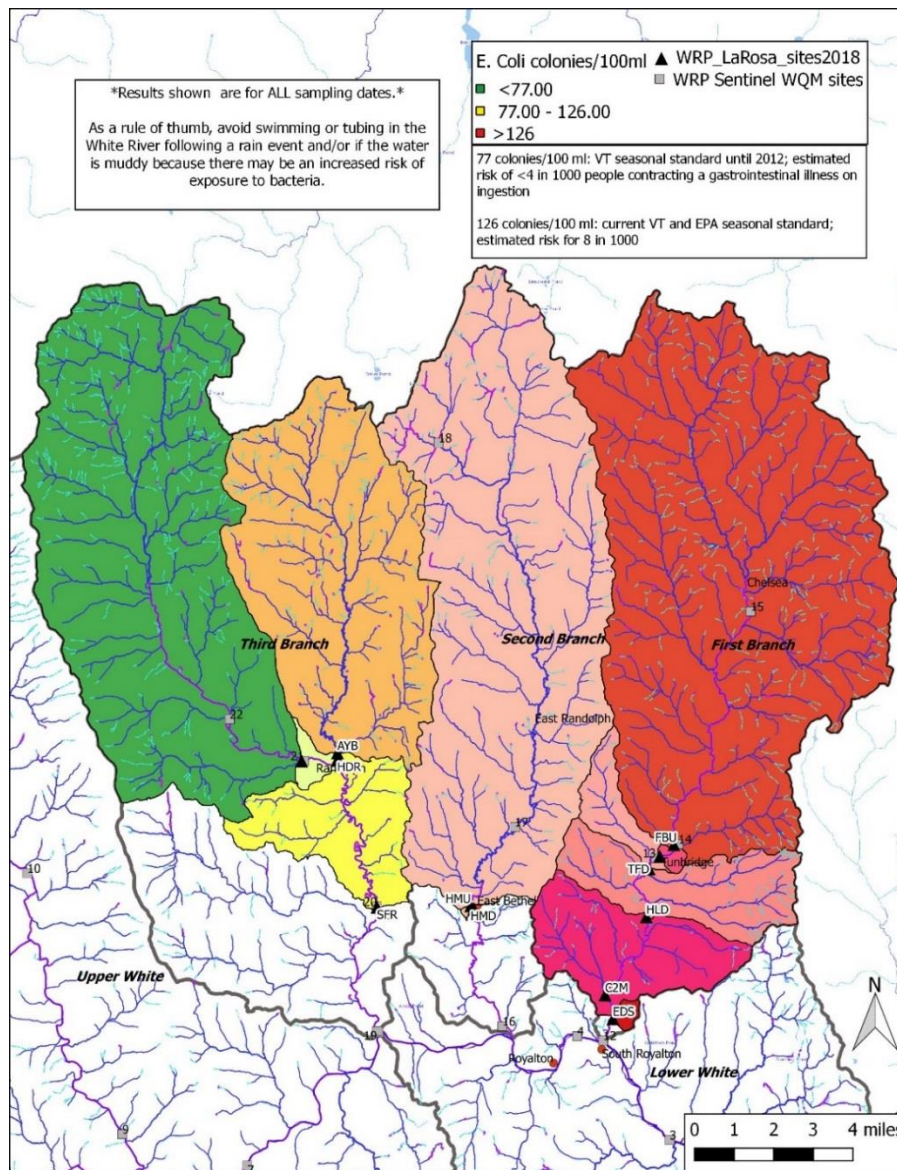 *Results shown are for ALL sampling dates.*
As a rule of thumb, avoid swimming or tubing in the
White River following a rain event and/or if the water
is muddy because there may be an increased risk of
exposure to bacteria.
E. Coli colonies/100ml
<77.00
77.00 - 126.00
>126
WRP_LaRosa_sites2018
WRP Sentinel WQM sites
77 colonies/100 ml: VT seasonal standard until 2012; estimated
risk of <4 in 1000 people contracting a gastrointestinal illness on
ingestion
126 colonies/100 ml: current VT and EPA seasonal standard;
estimated risk for 8 in 1000
18
Chelsea
15
Third Branch
Second Branch
First Branch
22
East Randolph
AYB
HDR
19
FBU
14
13
Tunbridge
TFD
10
HMU
East Bethel
20
SFR
HMD
HLD
Upper White
C2M
EDS
N
16
4
12
Royalton
South Royalton
Lower White
0 1 2 3 4 miles
9
3
7